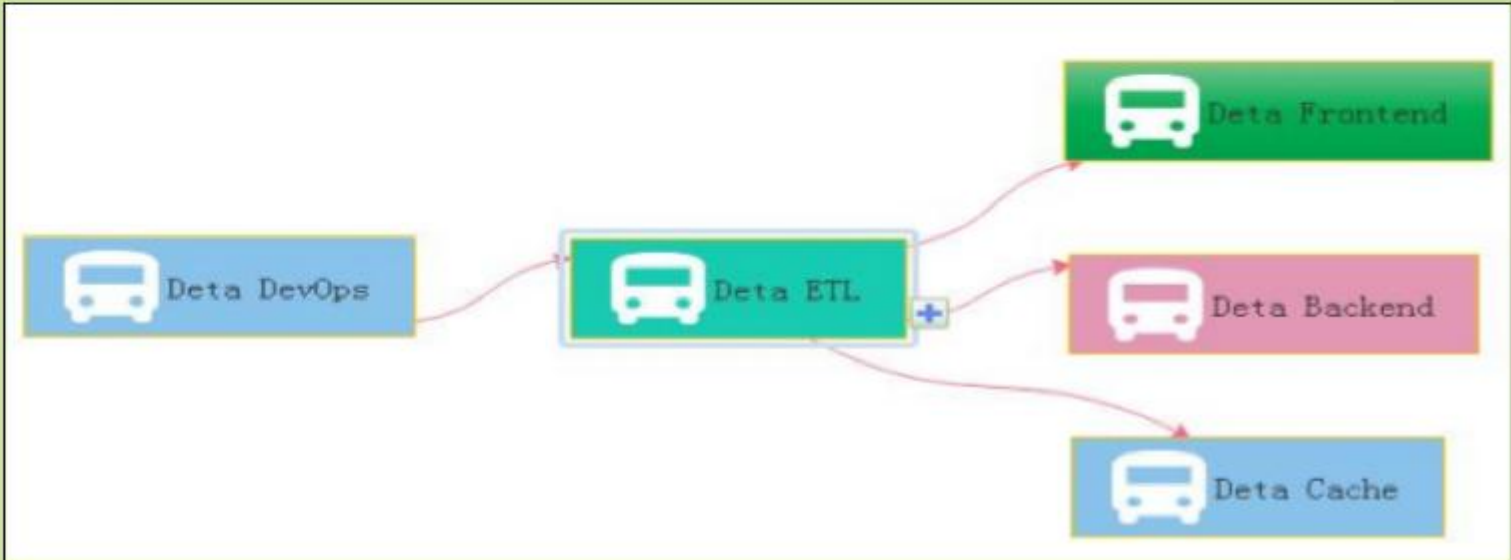 Deta Frontend
Deta DevOps
Deta ETL
Deta Backend
Deta Cache